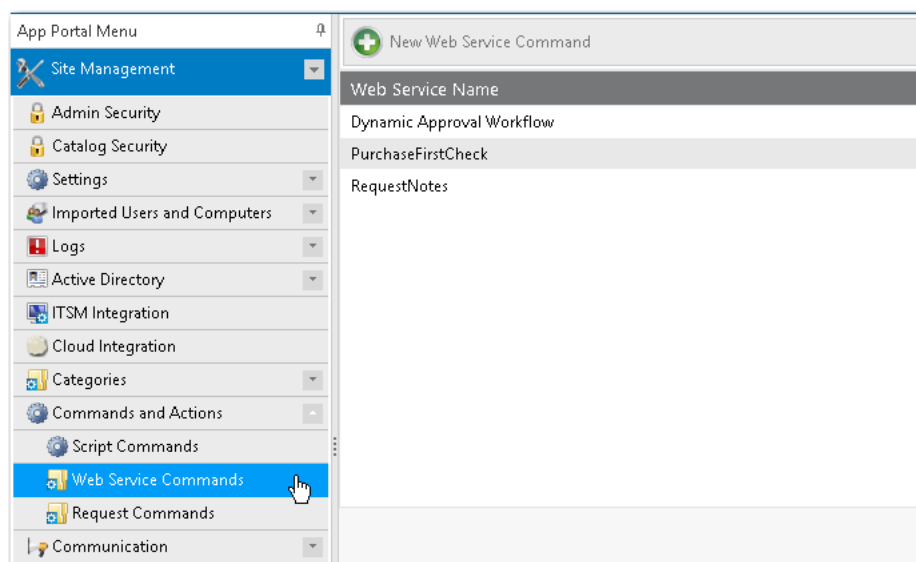 App Portal Menu
Site Management
Admin Security
Catalog Security
Settings
Imported Users and Computers
Logs
Active Directory
ITSM Integration
Cloud Integration
Categories
Commands and Actions
Script Commands
Web Service Commands
Request Commands
Communication
New Web Service Command
Web Service Name
Dynamic Approval Workflow
PurchaseFirstCheck
RequestNotes